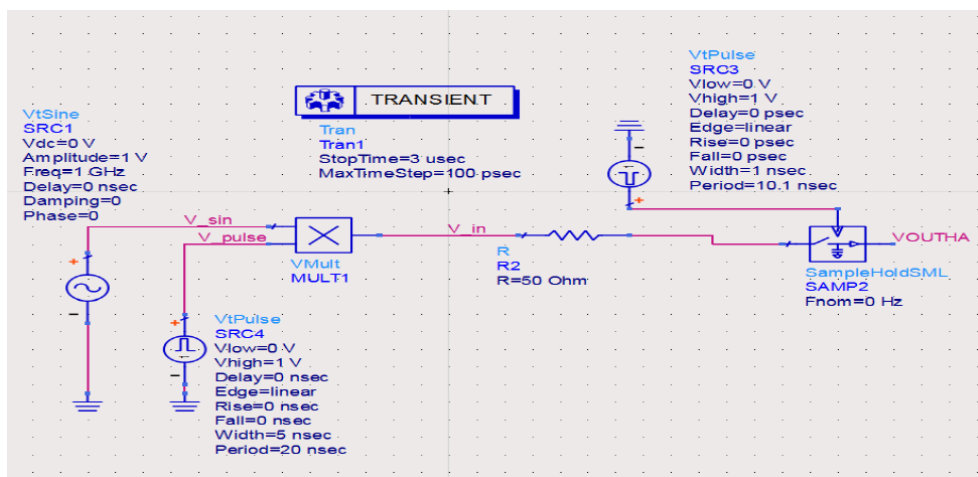 TRANSIENT
Tran
Tran1
StopTime=3 usec
MaxTimeStep=100 psec
VtPulse
SRC3
Vlow=0 V
Vhigh=1 V
Delay=0 psec
Edge=linear
Rise=0 psec
Fall=0 psec
Width=1 nsec
Period=10.1 nsec
VtSine
SRC1
Vdc=0 V
Amplitude=1 V
Freq=1 GHz
Delay=0 nsec
Damping=0
Phase=0
V_sin
V_pulse
VMult
MULT1
V_in
R
R2
R=50 Ohm
VOUTHA
SampleHoldSML
SAMP2
Fnom=0 Hz
VtPulse
SRC4
Vlow=0 V
Vhigh=1 V
Delay=0 nsec
Edge=linear
Rise=0 nsec
Fall=0 nsec
Width=5 nsec
Period=20 nsec